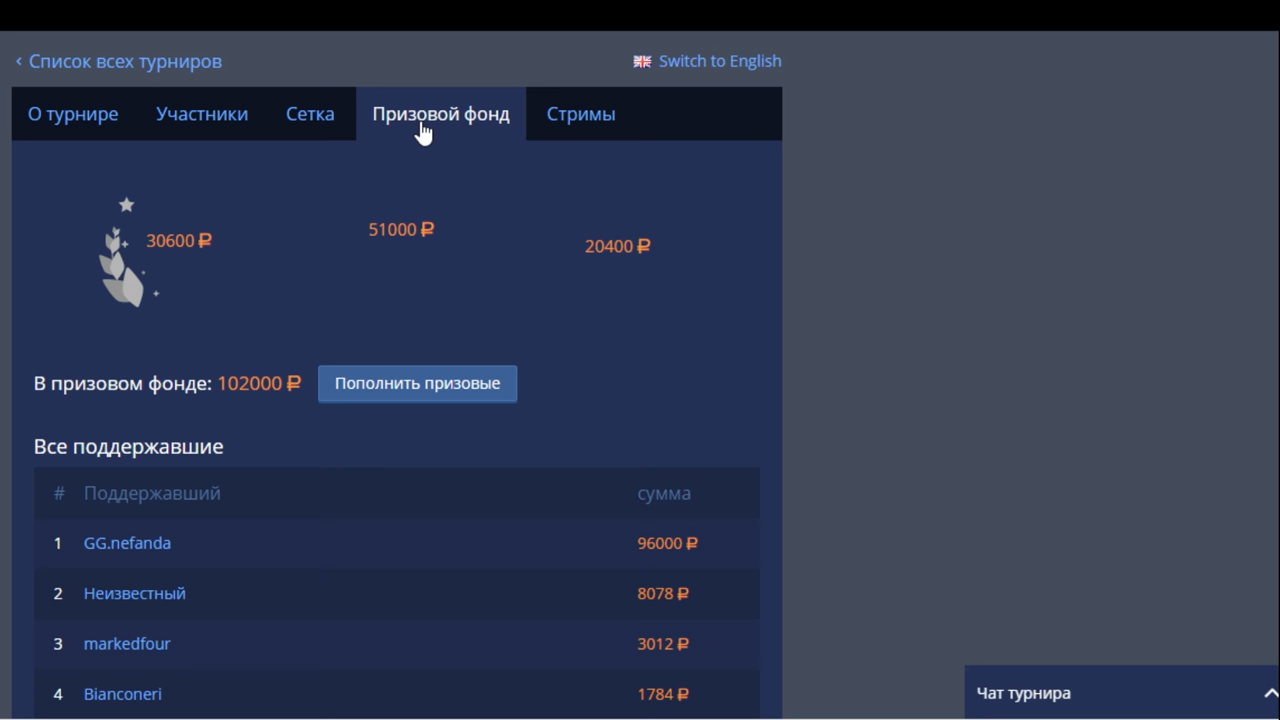 ‹ Список всех турниров
Switch to English
О турнире Участники Сетка Призовой фонд Стримы
30600 ₽
51000 ₽
20400 ₽
В призовом фонде: 102000 ₽ Пополнить призовые
Все поддержавшие
# Поддержавший сумма
1 GG.nefanda 96000 ₽
2 Неизвестный 8078 ₽
3 markedfour 3012 ₽
4 Bianconeri 1784 ₽
Чат турнира